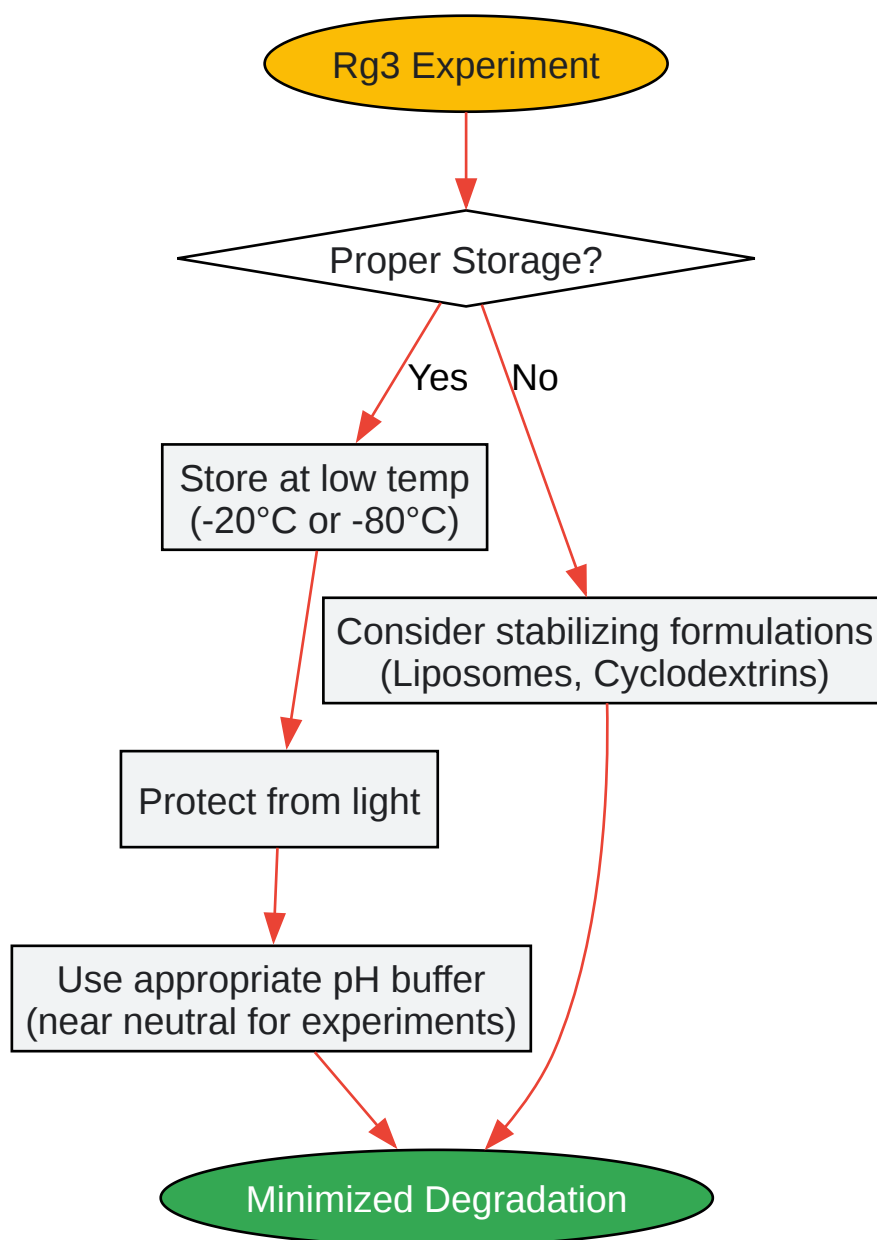 Rg3 Experiment
Proper Storage?
Yes
No
Store at low temp
(-20°C or -80°C)
Consider stabilizing formulations
(Liposomes, Cyclodextrins)
Protect from light
Use appropriate pH buffer
(near neutral for experiments)
Minimized Degradation